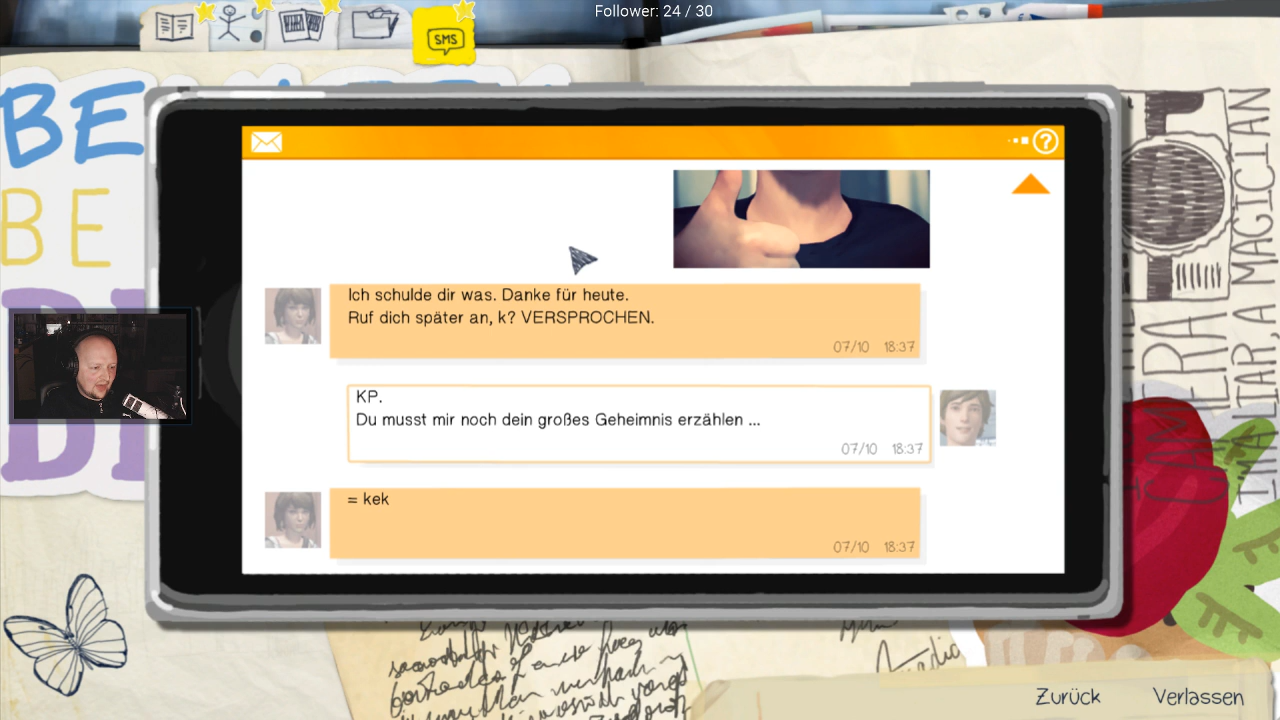 Follower: 24 / 30
SMS
BE
BE
Ich schulde dir was. Danke für heute.
Ruf dich später an, k? VERSPROCHEN.
07/10 18:37
KP.
Du musst mir noch dein großes Geheimnis erzählen ...
07/10 18:37
= kek
07/10 18:37
CAMERA
I'M A LIAR, A MAGICIAN
Zurück
Verlassen